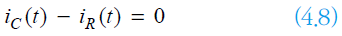 i_C(t) − i_R(t) = 0 (4.8)